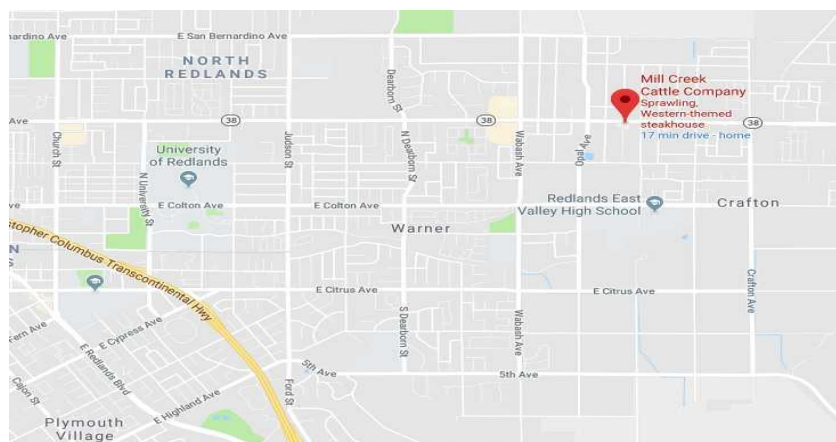 nardino Ave
E San Bernardino Ave
NORTH
REDLANDS
Dearborn St
Mill Creek
Cattle Company
Sprawling,
Western-themed
steakhouse
17 min drive - home
38
38
38
Church St
University
of Redlands
N University St
Judson St
N Dearborn St
Wabash Ave
Opal Ave
Redlands East
Valley High School
Crafton
E Colton Ave
E Colton Ave
Warner
stopher Columbus Transcontinental Hwy
N
S
E Citrus Ave
E Citrus Ave
Crafton Ave
Fern Ave
E Cypress Ave
S Dearborn St
Wabash Ave
E Redlands Blvd
5th Ave
5th Ave
Cajon St
Ford St
E Highland Ave
Plymouth
Village